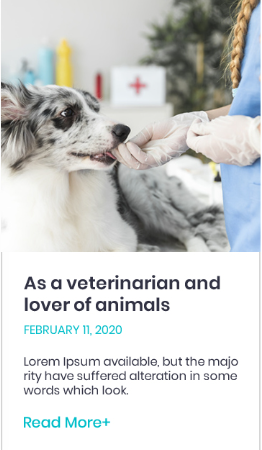 As a veterinarian and
lover of animals
FEBRUARY 11, 2020
Lorem Ipsum available, but the majo
rity have suffered alteration in some
words which look.
Read More+